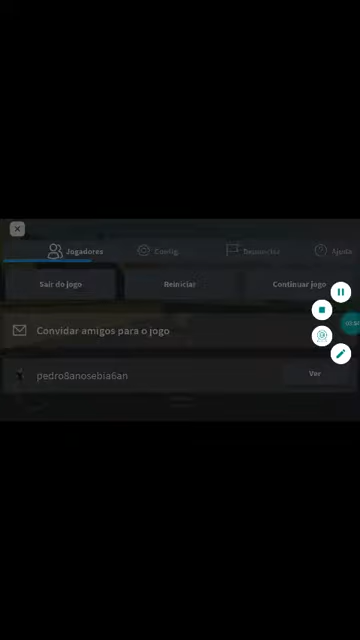 Jogadores Config. Denunciar Ajuda
Sair do jogo Reiniciar Continuar jogo
Convidar amigos para o jogo
pedro8anosebia6an Ver